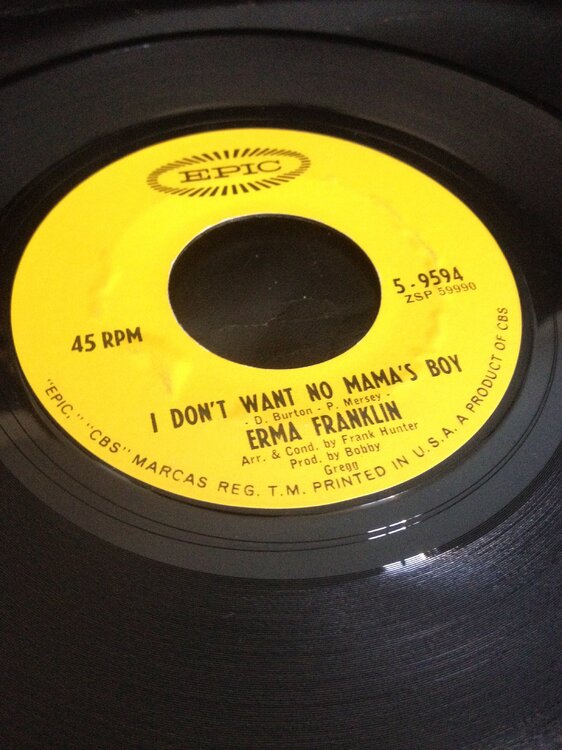 EPIC
5-9594
ZSP 59990
45 RPM
I DON'T WANT NO MAMA'S BOY
- D. Burton - P. Mersey -
ERMA FRANKLIN
Arr. & Cond. by Frank Hunter
Prod. by Bobby
Gregg
"EPIC," "CBS" MARCAS REG. T.M. PRINTED IN U.S.A. A PRODUCT OF CBS